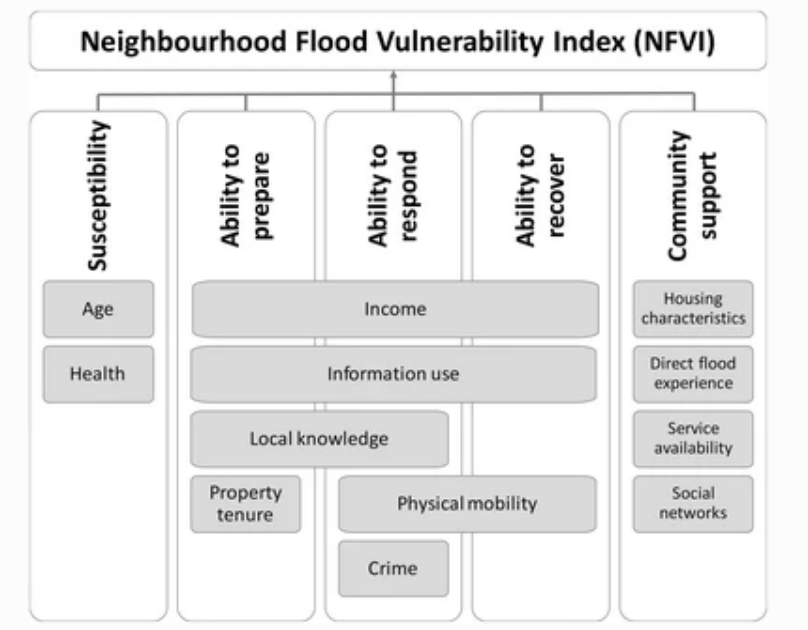 Neighbourhood Flood Vulnerability Index (NFVI)
Susceptibility
Ability to
prepare
Ability to
respond
Ability to
recover
Community
support
Age
Income
Housing
characteristics
Health
Information use
Direct flood
experience
Local knowledge
Service
availability
Property
tenure
Physical mobility
Social
networks
Crime